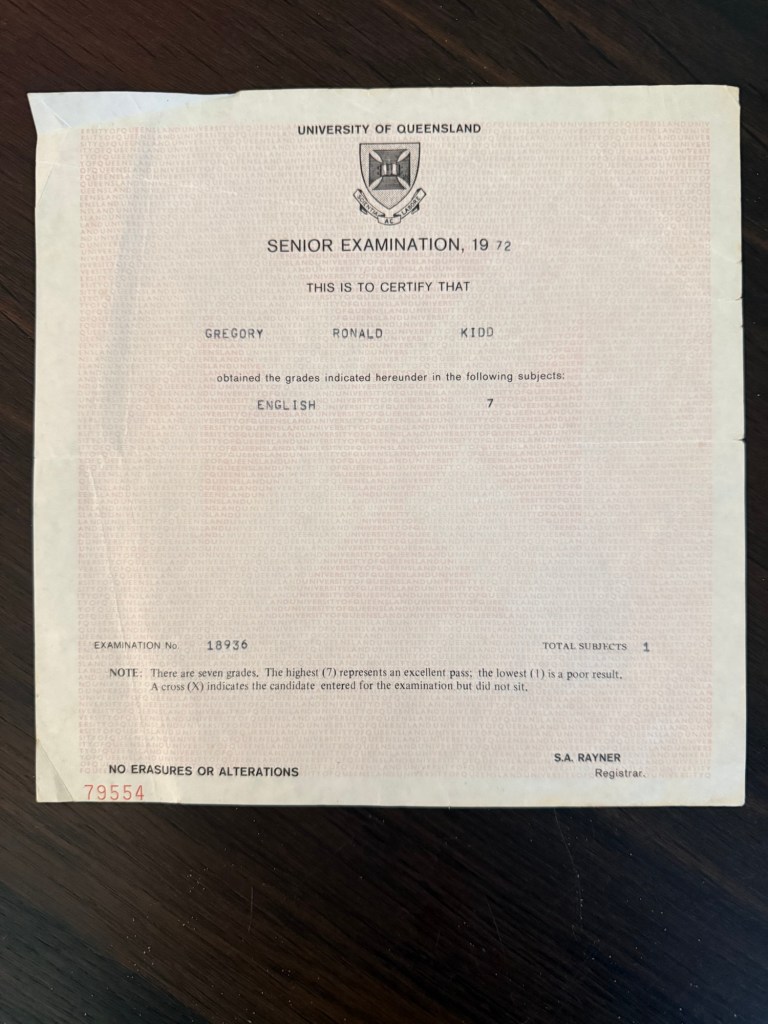 UNIVERSITY OF QUEENSLAND
SCIENTIA AC LABORE
SENIOR EXAMINATION, 19 72
THIS IS TO CERTIFY THAT
GREGORY RONALD KIDD
obtained the grades indicated hereunder in the following subjects:
ENGLISH 7
EXAMINATION No. 18936 TOTAL SUBJECTS 1
NOTE: There are seven grades. The highest (7) represents an excellent pass; the lowest (1) is a poor result.
A cross (X) indicates the candidate entered for the examination but did not sit.
S.A. RAYNER
NO ERASURES OR ALTERATIONS Registrar.
79554